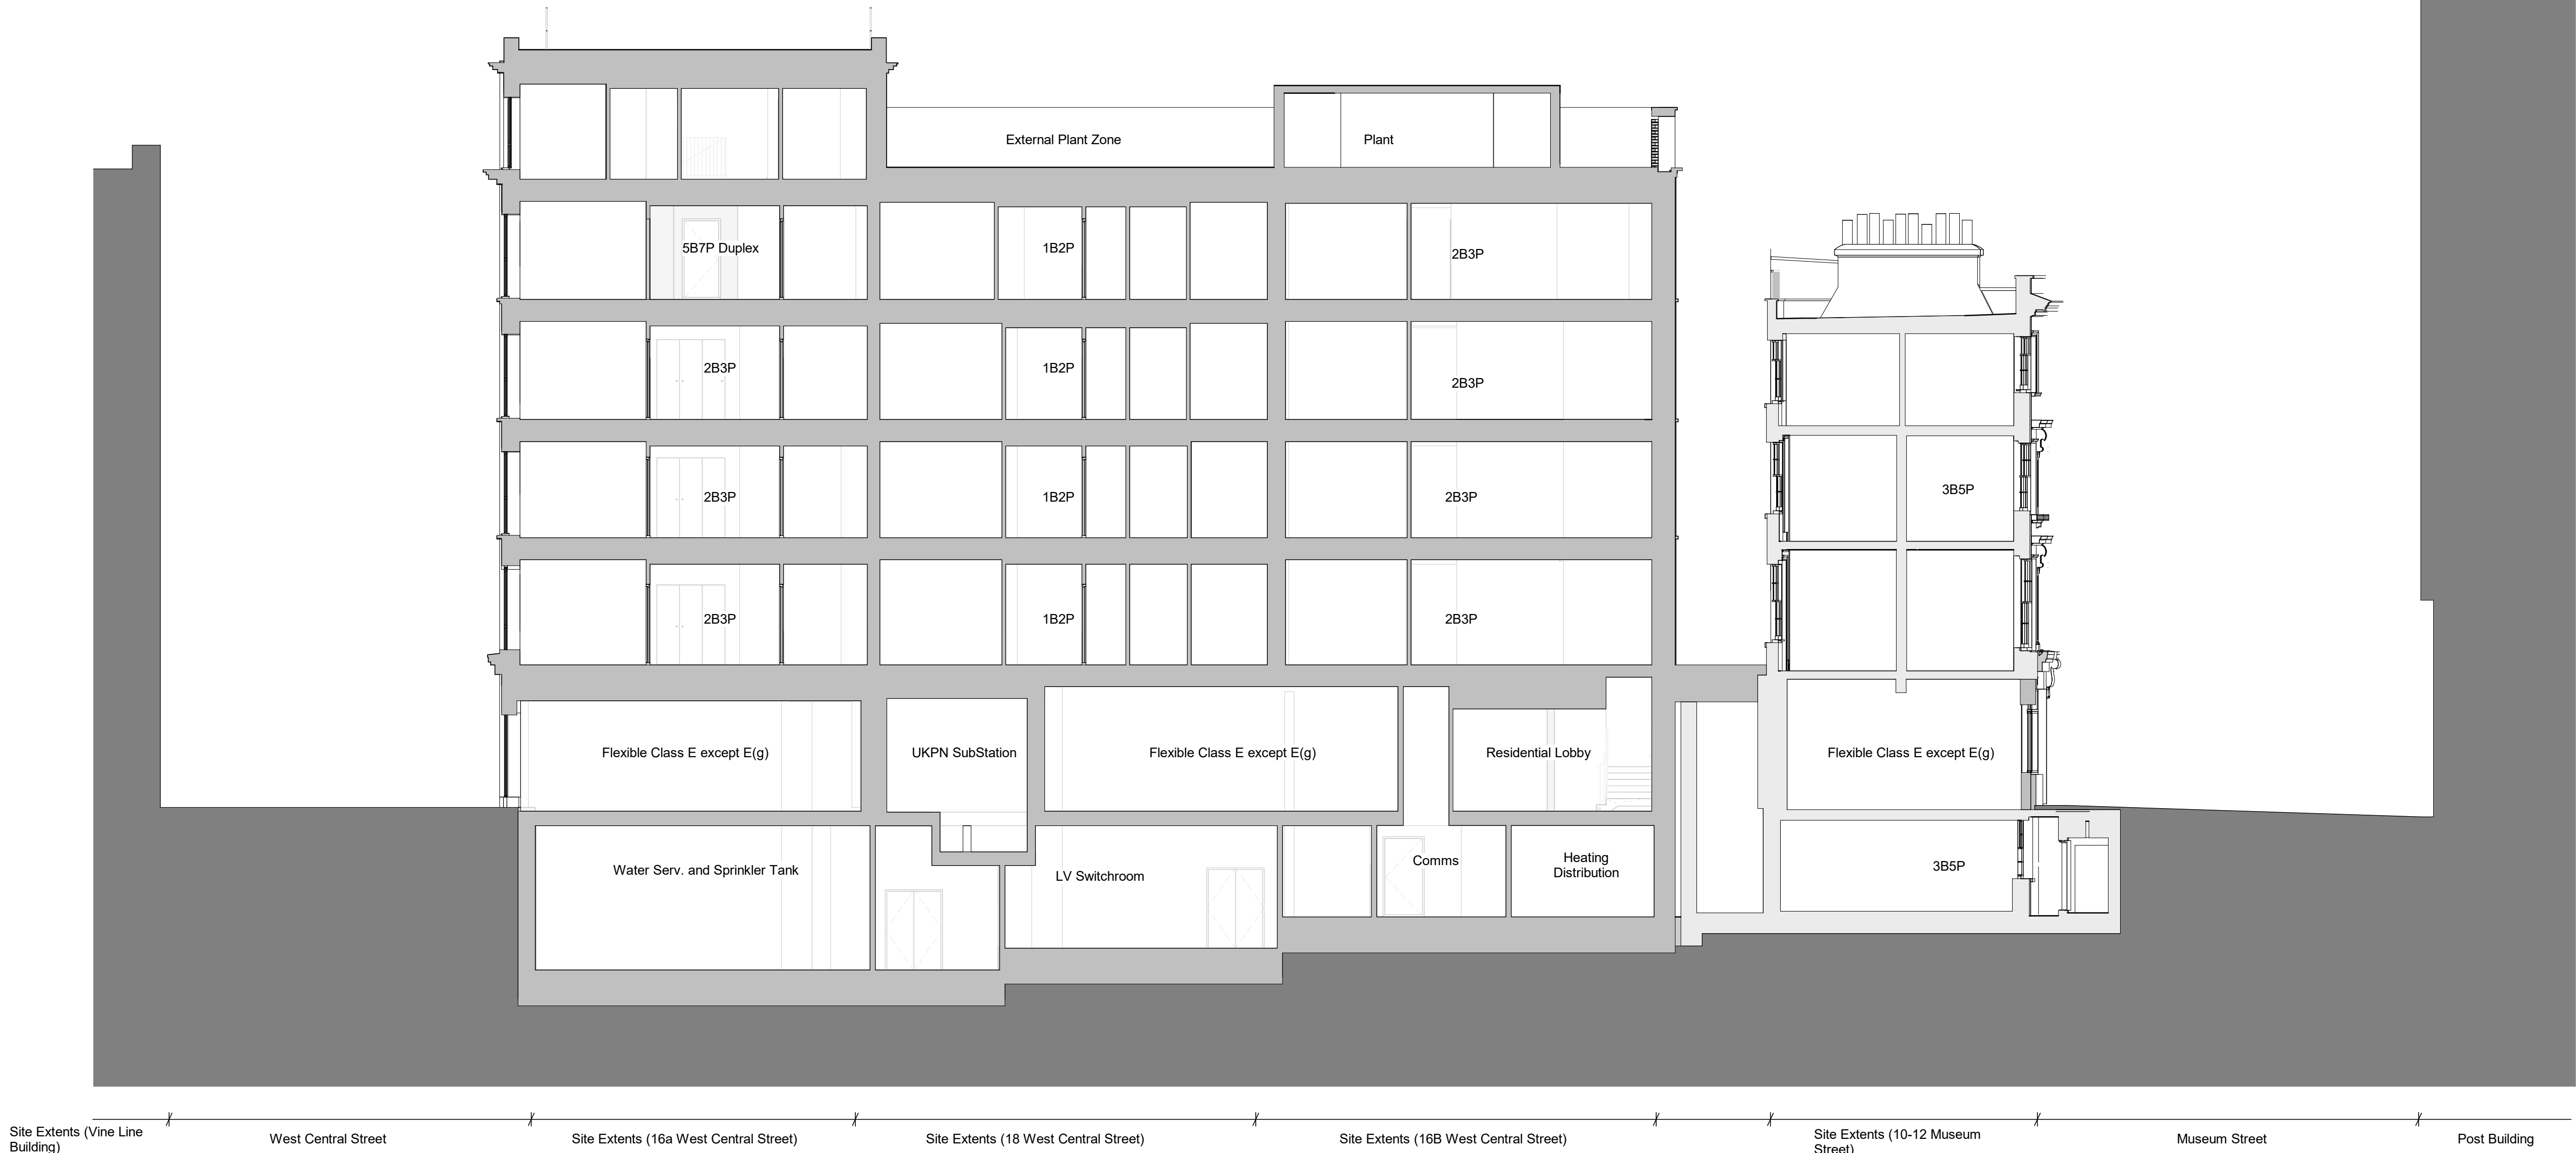 External Plant Zone
Plant
5B7P Duplex
1B2P
2B3P
2B3P
1B2P
2B3P
2B3P
1B2P
2B3P
3B5P
2B3P
1B2P
2B3P
Flexible Class E except E(g)
UKPN SubStation
Flexible Class E except E(g)
Residential Lobby
Flexible Class E except E(g)
Water Serv. and Sprinkler Tank
LV Switchroom
Comms
Heating
Distribution
3B5P
Site Extents (Vine Line
Building)
West Central Street
Site Extents (16a West Central Street)
Site Extents (18 West Central Street)
Site Extents (16B West Central Street)
Site Extents (10-12 Museum
Street)
Museum Street
Post Building